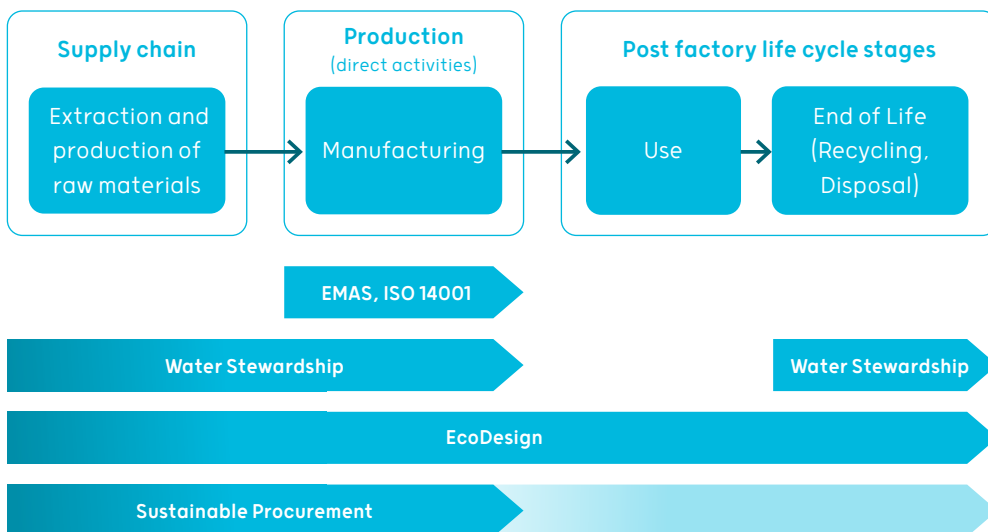 Supply chain
Extraction and
production of
raw materials
Production
(direct activities)
Manufacturing
Post factory life cycle stages
Use
End of Life
(Recycling,
Disposal)
EMAS, ISO 14001
Water Stewardship
Water Stewardship
EcoDesign
Sustainable Procurement